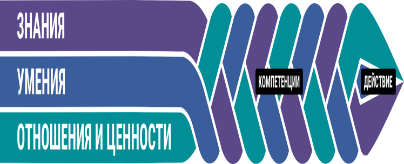 ЗНАНИЯ
УМЕНИЯ
ОТНОШЕНИЯ И ЦЕННОСТИ
КОМПЕТЕНЦИИ
ДЕЙСТВИЕ